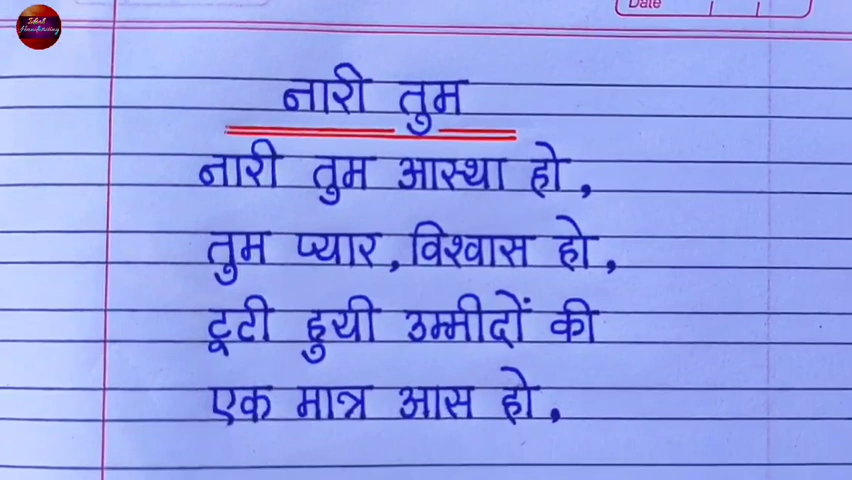 Date
नारी तुम
नारी तुम आस्था हो,
तुम प्यार, विश्वास हो,
टूटी हुयी उम्मीदों की
एक मात्र आस हो,